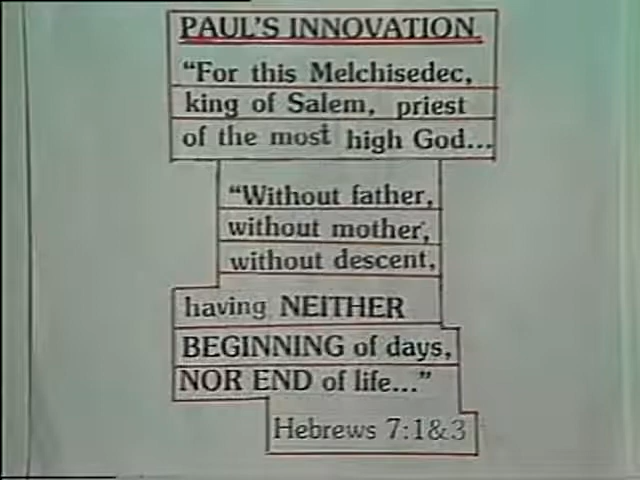 PAUL'S INNOVATION
“For this Melchisedec,
king of Salem, priest
of the most high God...
“Without father,
without mother,
without descent,
having NEITHER
BEGINNING of days,
NOR END of life...”
Hebrews 7:1&3